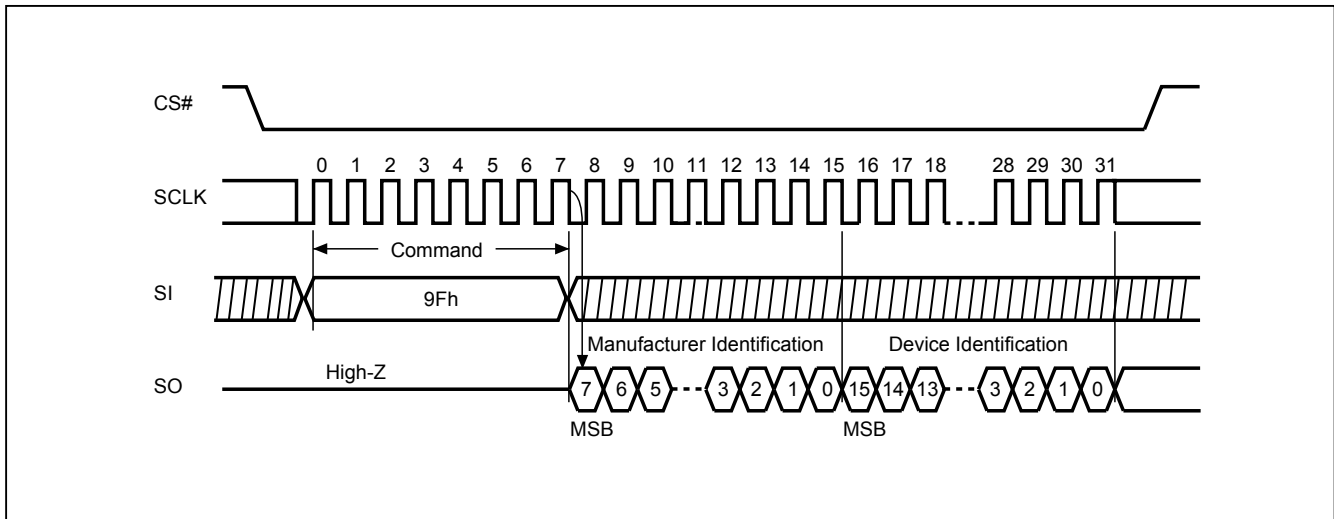 CS#
0 1 2 3 4 5 6 7 8 9 10 11 12 13 14 15 16 17 18 28 29 30 31
SCLK
Command
SI
9Fh
Manufacturer Identification Device Identification
High-Z
SO
7 6 5 3 2 1 0 15 14 13 3 2 1 0
MSB MSB